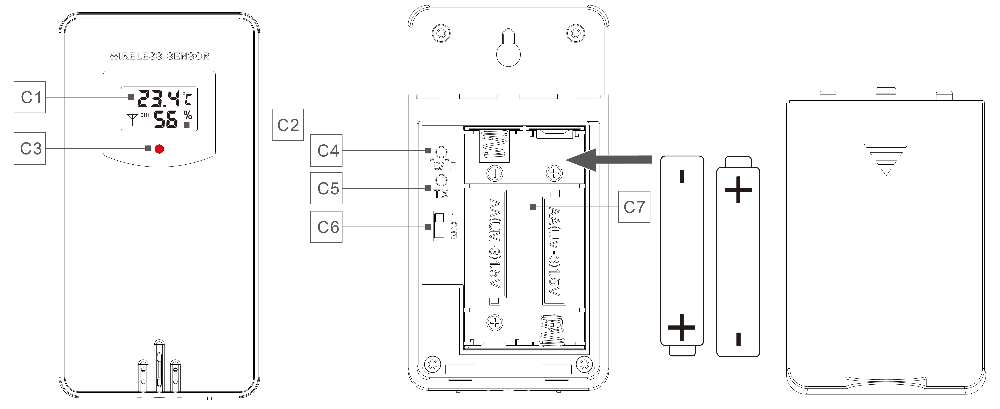 WIRELESS SENSOR
C1
23.4℃
CH1 56 %
C2
C3
C4
°C/°F
C5
TX
C6
1
2
3
− +
AA(UM-3)1.5V
AA(UM-3)1.5V
C7
+ −
−
+
+
−